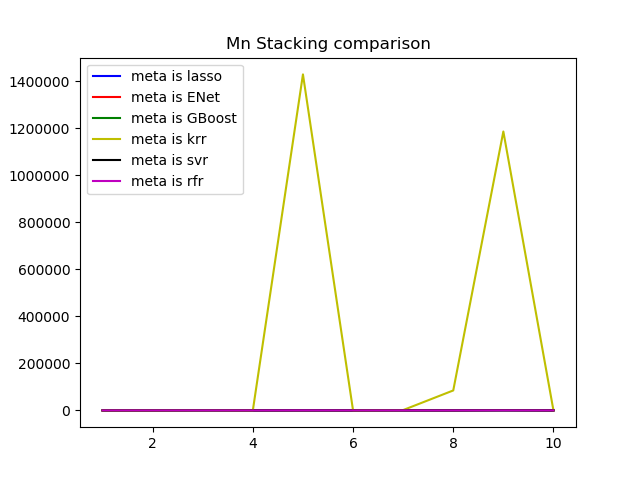 Mn Stacking comparison
meta is lasso
meta is ENet
meta is GBoost
meta is krr
meta is svr
meta is rfr
1400000
1200000
1000000
800000
600000
400000
200000
0
2 4 6 8 10